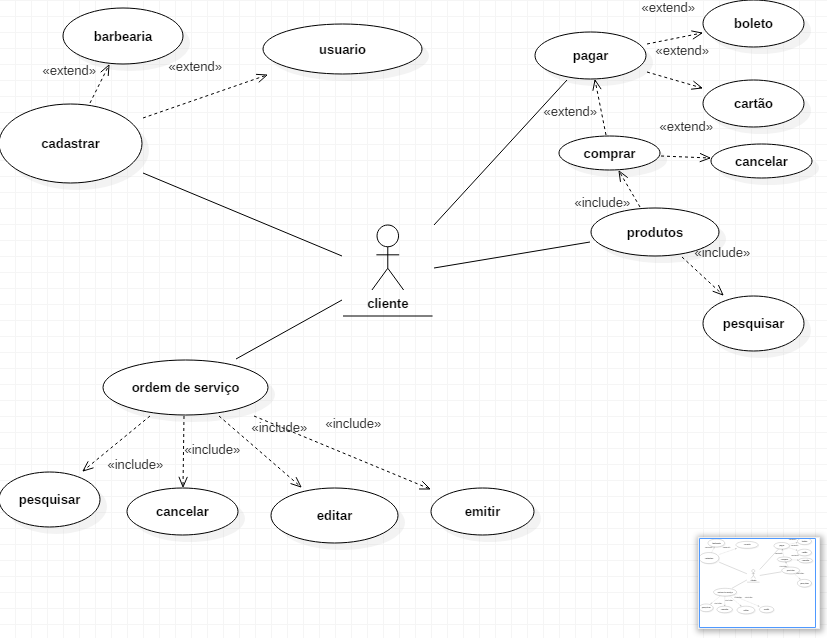 «extend»
boleto
barbearia
usuario
pagar
«extend»
«extend»
«extend»
cartão
«extend»
cadastrar
«extend»
comprar
cancelar
«include»
produtos
«include»
cliente
pesquisar
ordem de serviço
«include»
«include»
«include»
«include»
pesquisar
cancelar
editar
emitir